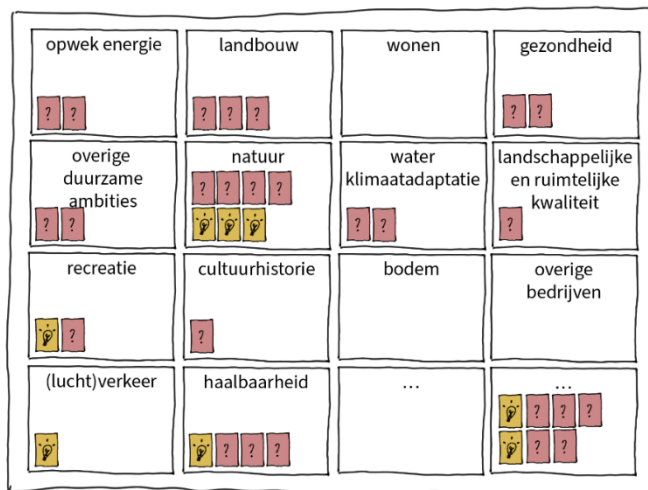 opwek energie
landbouw
wonen
gezondheid
? ?
? ? ?
? ?
overige
duurzame
ambities
natuur
water
klimaatadaptatie
landschappelijke
en ruimtelijke
kwaliteit
? ?
? ? ? ?
? ?
?
recreatie
cultuurhistorie
bodem
overige
bedrijven
?
?
(lucht)verkeer
haalbaarheid
...
...
? ? ?
? ? ?
? ?